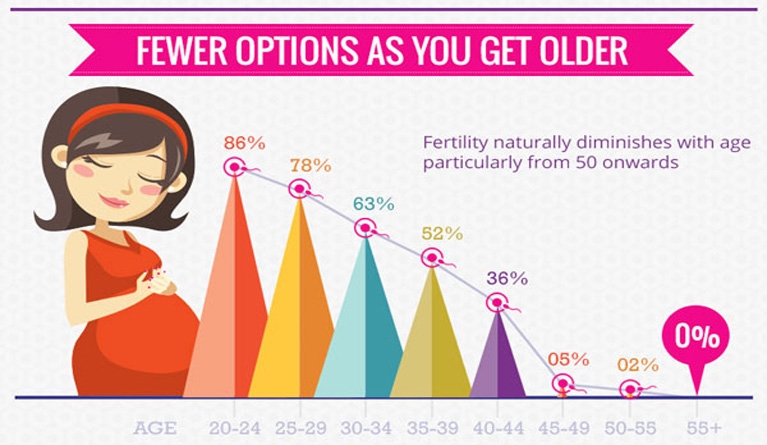 FEWER OPTIONS AS YOU GET OLDER
Fertility naturally diminishes with age
particularly from 50 onwards
86%
78%
63%
52%
36%
05%
02%
0%
AGE 20-24 25-29 30-34 35-39 40-44 45-49 50-55 55+